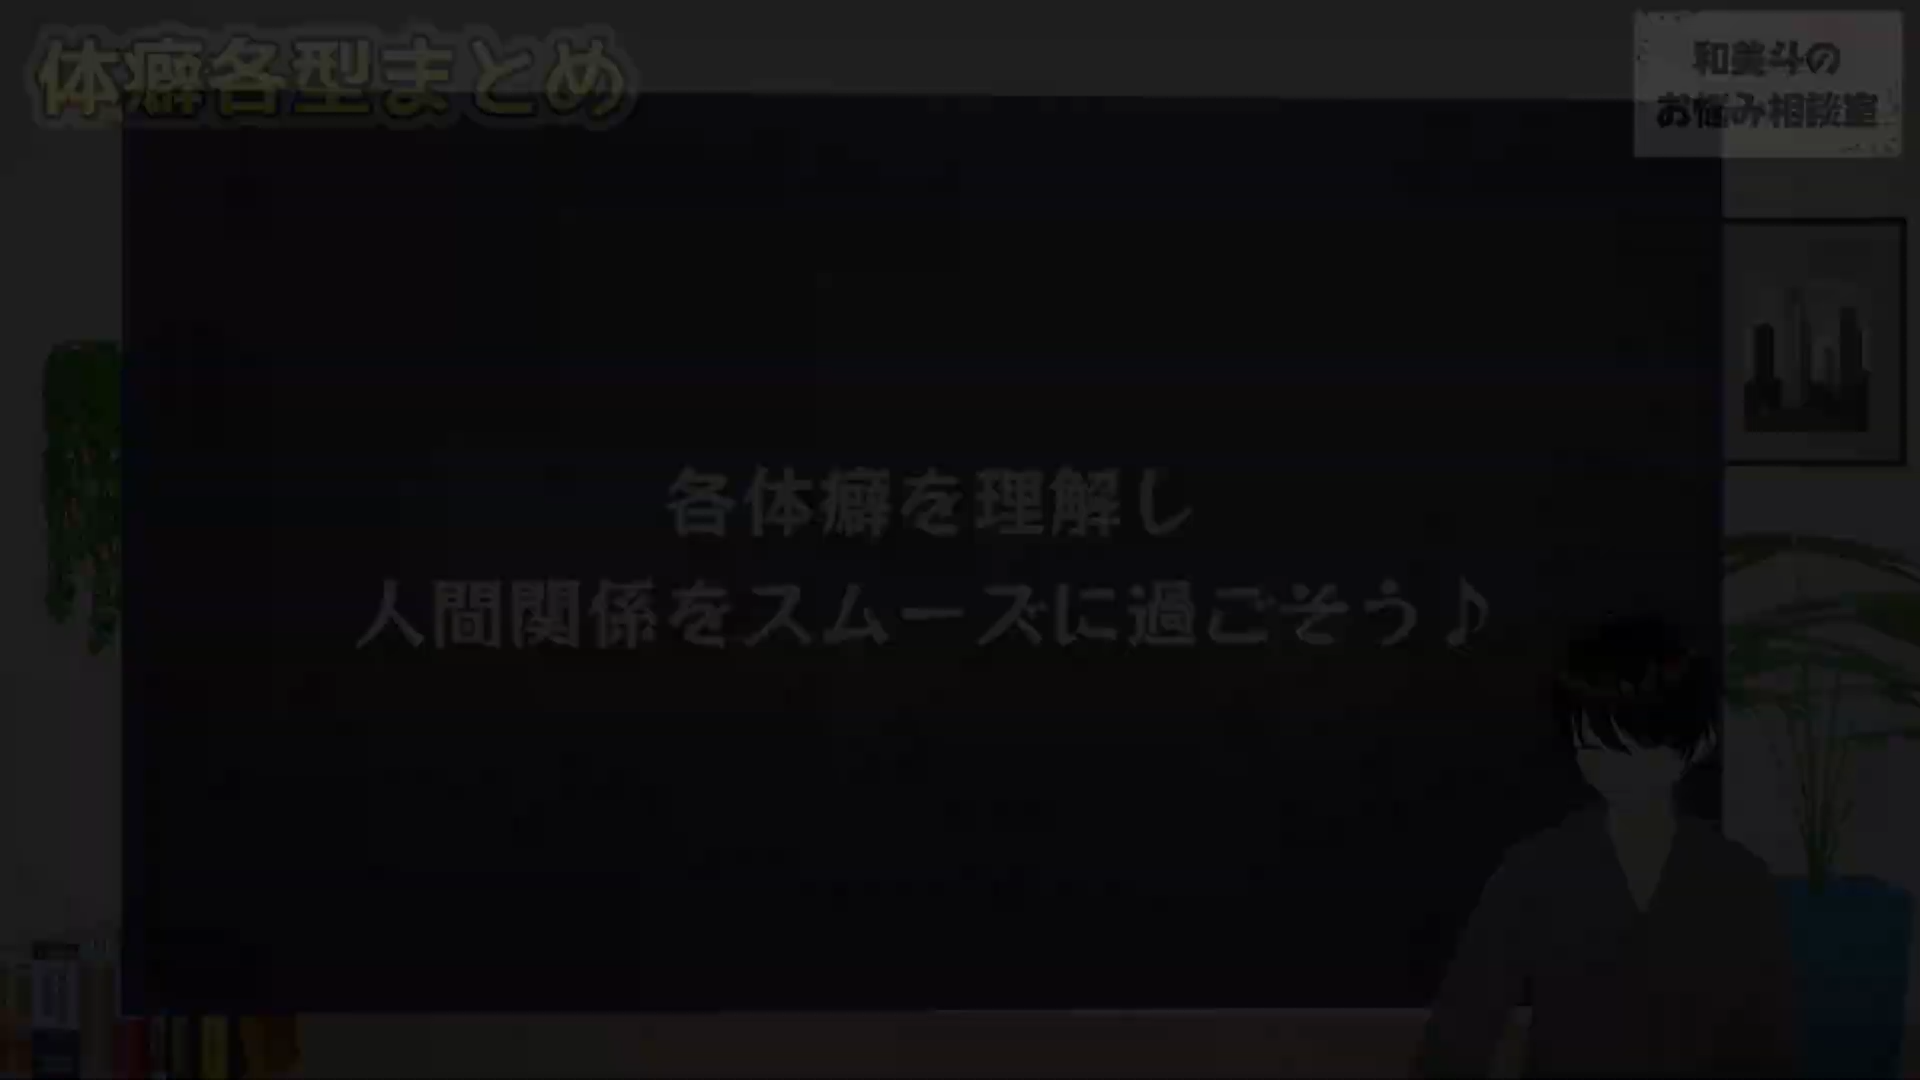 体癖各型まとめ
和美斗の
お悩み相談室
各体癖を理解し
人間関係をスムーズに過ごそう♪